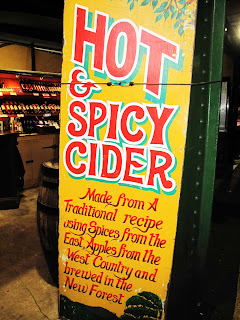 HOT
& SPICY
CIDER
Made from A
Traditional recipe
using Spices from the
East, Apples from the
West Country and
brewed in the
New Forest